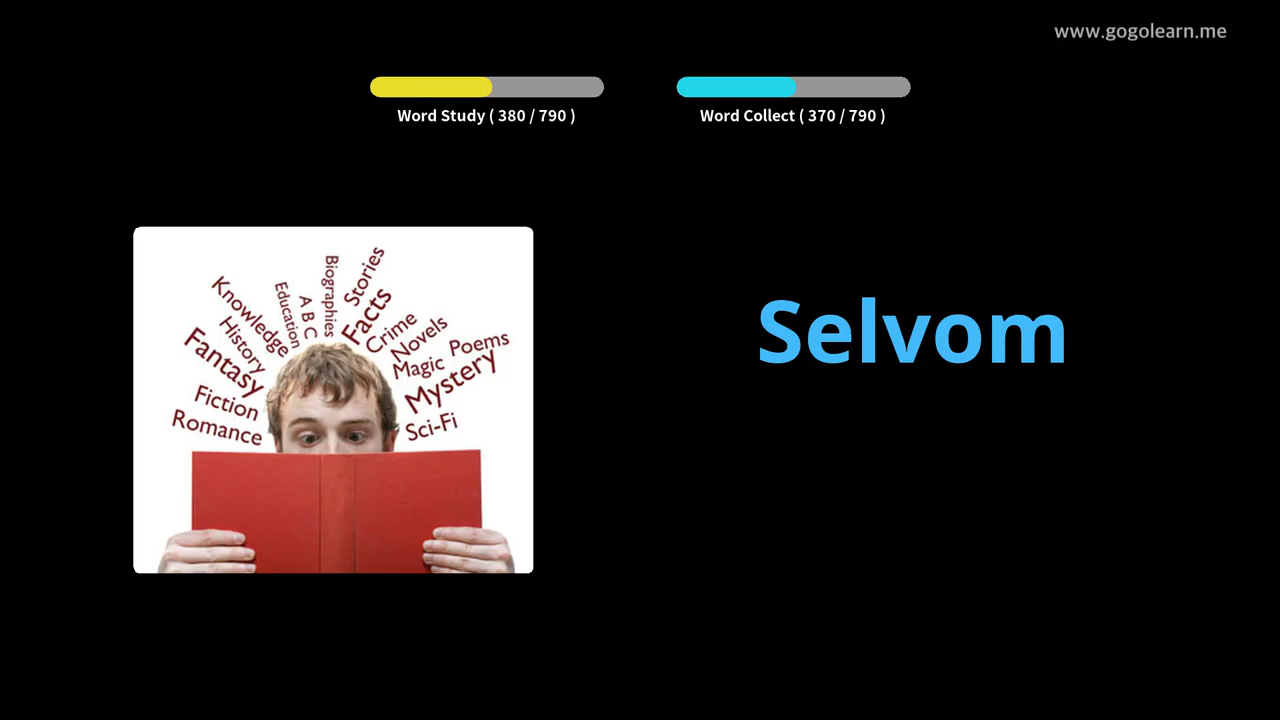 www.gogolearn.me
Word Study ( 380 / 790 )
Word Collect ( 370 / 790 )
Selvom
Stories
Biographies
Facts
A B C
Education
Knowledge
Crime
Novels
History
Poems
Fantasy
Magic
Mystery
Fiction
Romance
Sci-Fi